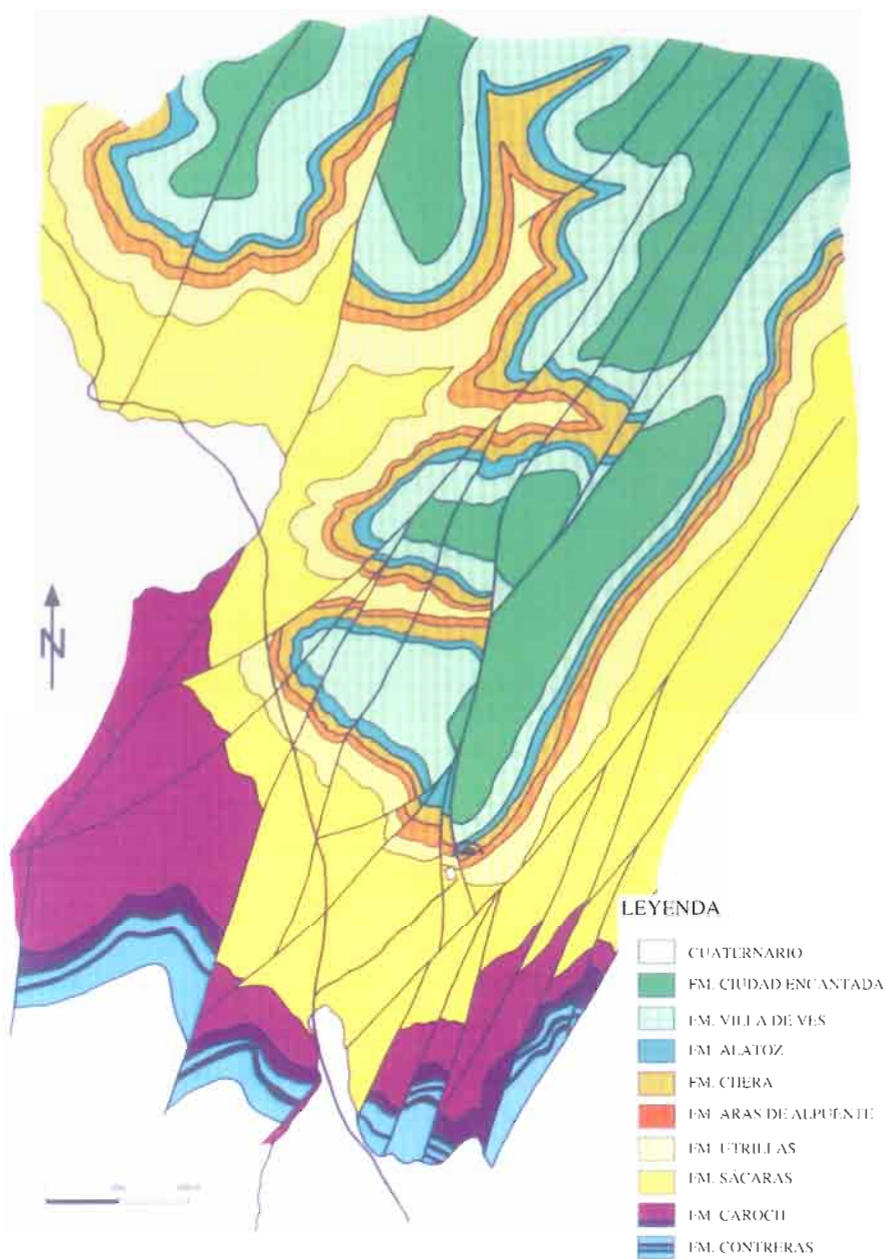 N
LEYENDA
CUATERNARIO
FM. CIUDAD ENCANTADA
FM. VILLA DE VES
FM. ALATOZ
FM. CHERA
FM. ARAS DE ALPUENTE
FM. UTRILLAS
FM. SÁCARAS
FM. CAROCH
FM. CONTRERAS